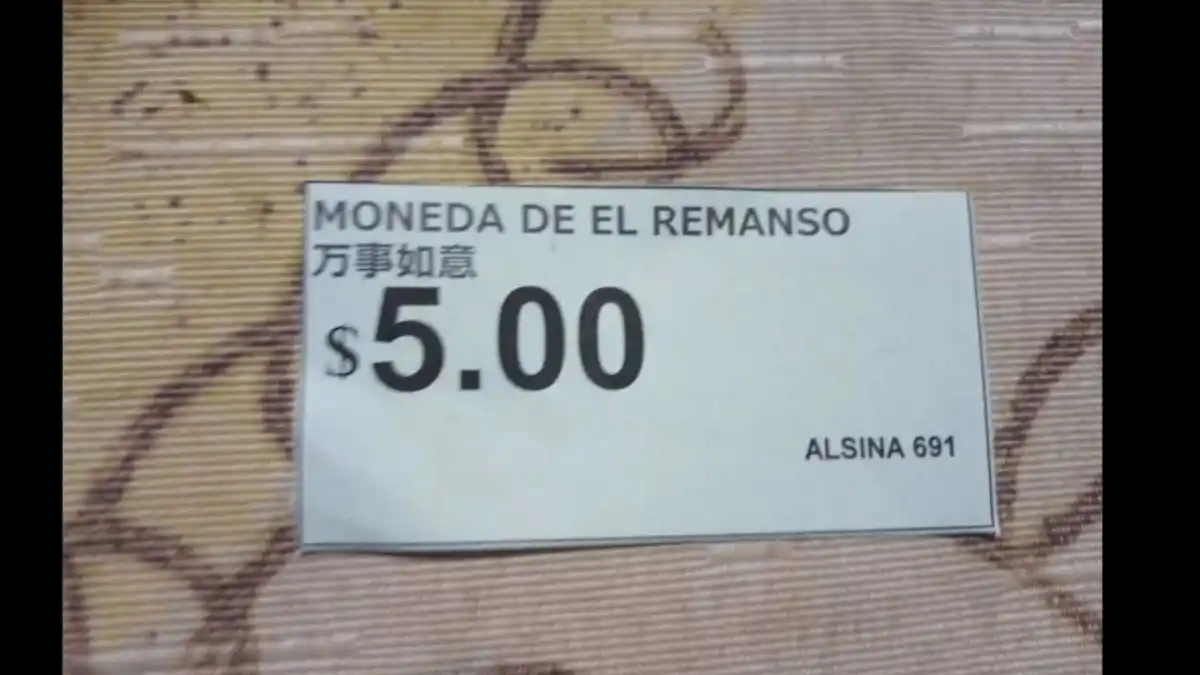 MONEDA DE EL REMANSO
万事如意
$5.00
ALSINA 691